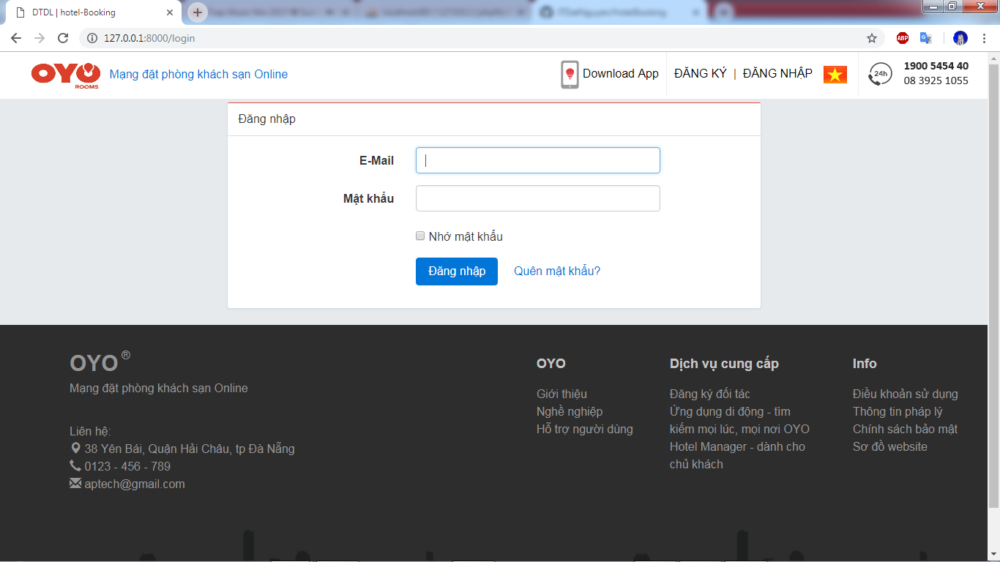 DTDL | hotel-Booking
127.0.0.1:8000/login
ABP
OYO
ROOMS
Mạng đặt phòng khách sạn Online
Download App
ĐĂNG KÝ | ĐĂNG NHẬP
24h
1900 5454 40
08 3925 1055
Đăng nhập
E-Mail
Mật khẩu
Nhớ mật khẩu
Đăng nhập
Quên mật khẩu?
OYO ®
Mạng đặt phòng khách sạn Online
Liên hệ:
38 Yên Bái, Quận Hải Châu, tp Đà Nẵng
0123 - 456 - 789
aptech@gmail.com
OYO
Giới thiệu
Nghề nghiệp
Hỗ trợ người dùng
Dịch vụ cung cấp
Đăng ký đối tác
Ứng dụng di động - tìm
kiếm mọi lúc, mọi nơi OYO
Hotel Manager - dành cho
chủ khách
Info
Điều khoản sử dụng
Thông tin pháp lý
Chính sách bảo mật
Sơ đồ website